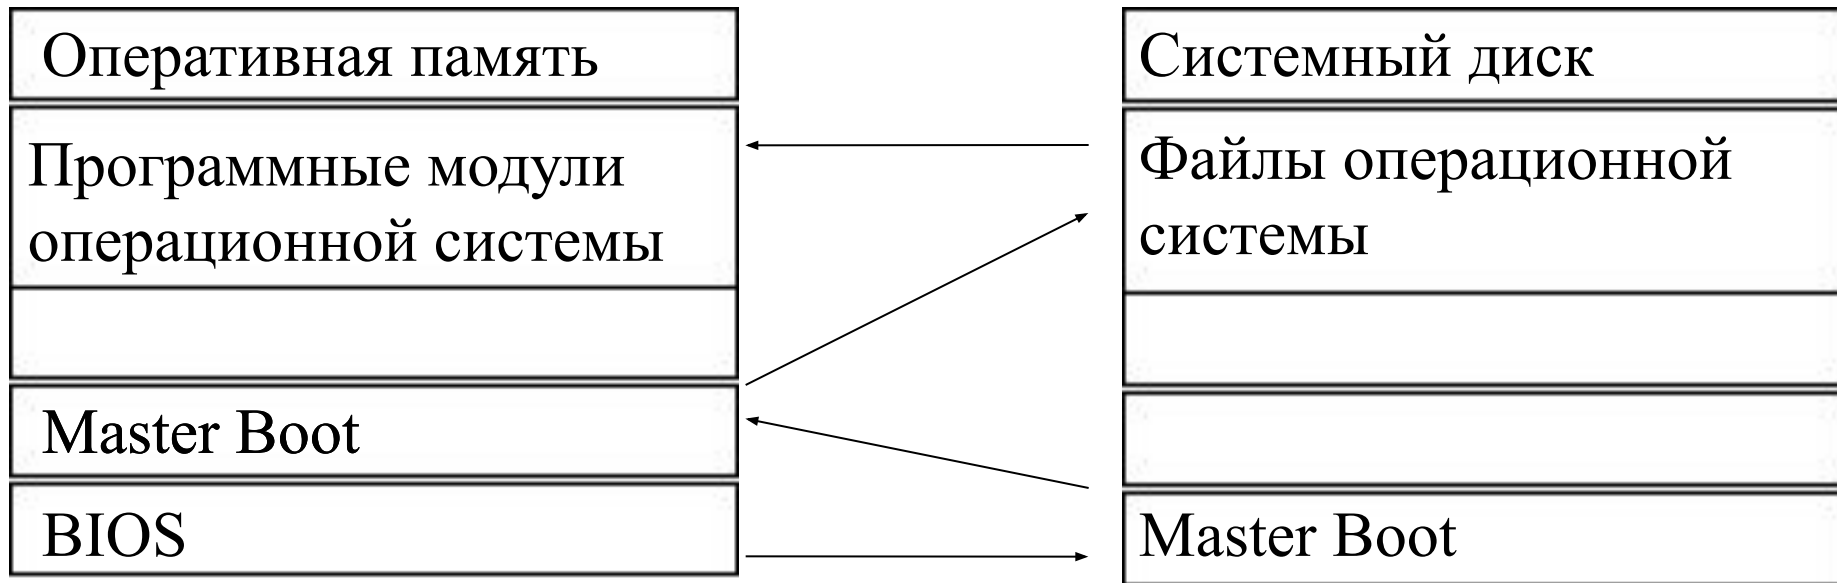 Оперативная память
Программные модули
операционной системы
Master Boot
BIOS
Системный диск
Файлы операционной
системы
Master Boot